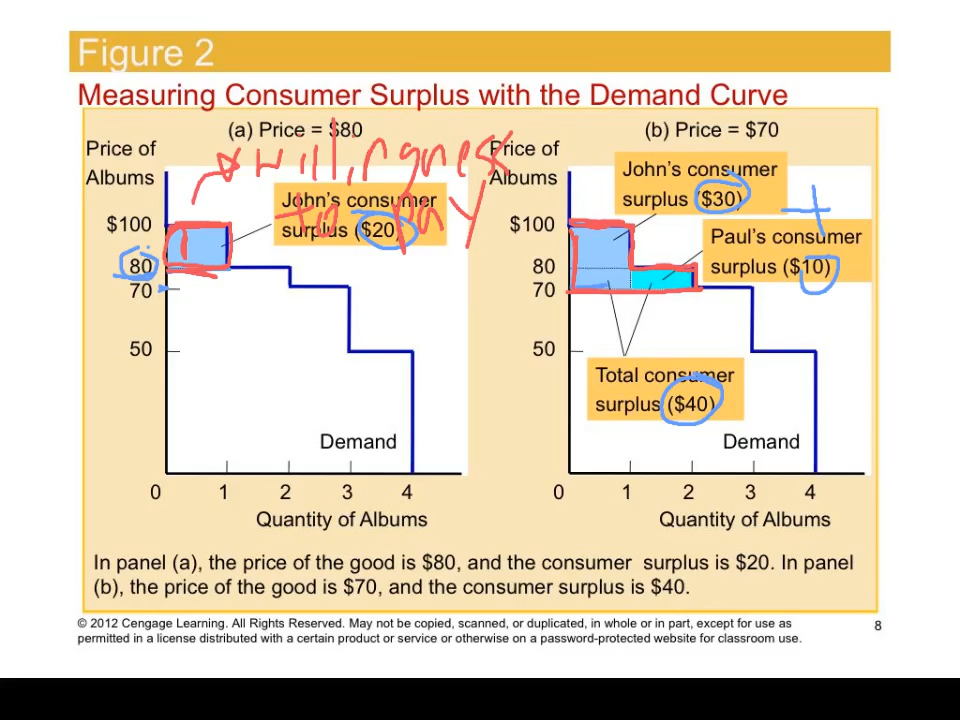 Figure 2
Measuring Consumer Surplus with the Demand Curve
(a) Price = $80
Price of
Albums
willingness
to pay
John's consumer
surplus ($20)
$100
80
70
50
Demand
0 1 2 3 4
Quantity of Albums
(b) Price = $70
Price of
Albums
John's consumer
surplus ($30)
+
Paul's consumer
surplus ($10)
$100
80
70
50
Total consumer
surplus ($40)
Demand
0 1 2 3 4
Quantity of Albums
In panel (a), the price of the good is $80, and the consumer surplus is $20. In panel
(b), the price of the good is $70, and the consumer surplus is $40.
© 2012 Cengage Learning. All Rights Reserved. May not be copied, scanned, or duplicated, in whole or in part, except for use as
permitted in a license distributed with a certain product or service or otherwise on a password-protected website for classroom use.
8